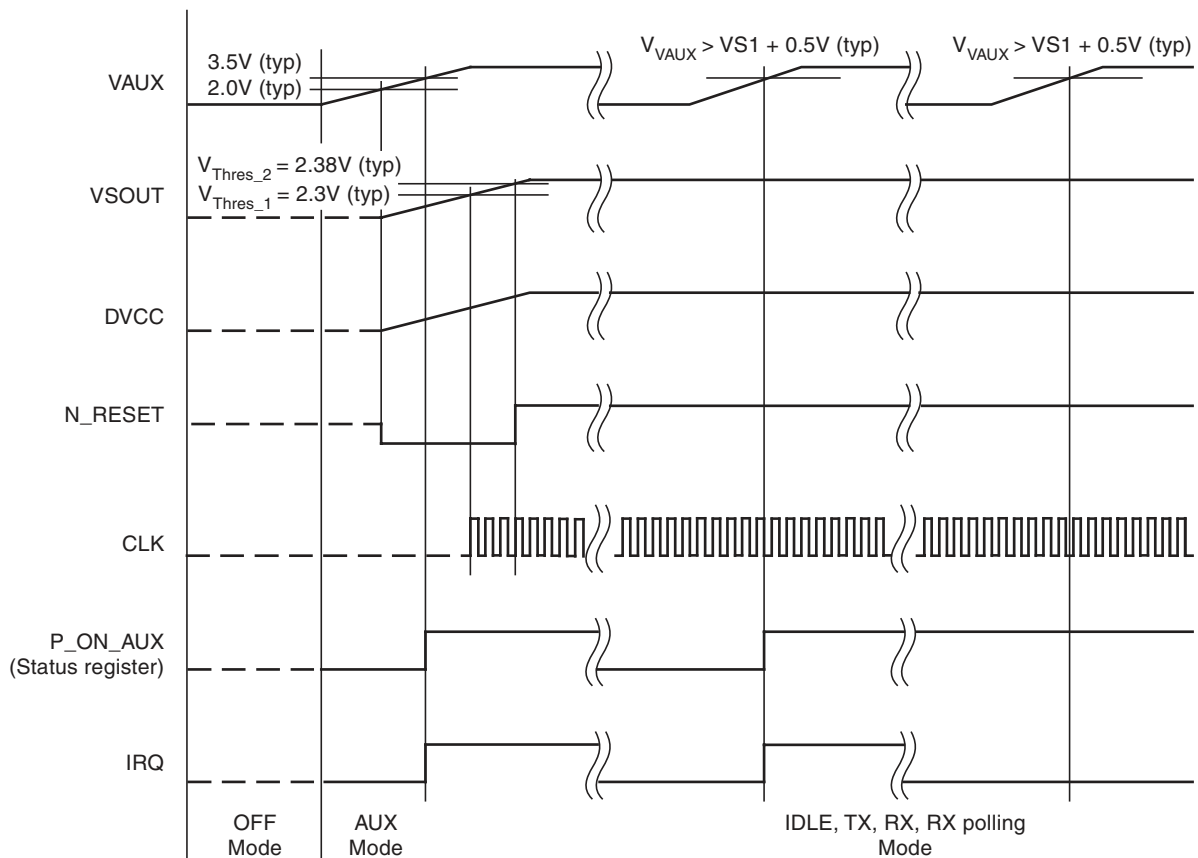 V_VAUX > VS1 + 0.5V (typ)
V_VAUX > VS1 + 0.5V (typ)
3.5V (typ)
VAUX
2.0V (typ)
V_Thres_2 = 2.38V (typ)
VSOUT
V_Thres_1 = 2.3V (typ)
DVCC
N_RESET
CLK
P_ON_AUX
(Status register)
IRQ
OFF
Mode
AUX
Mode
IDLE, TX, RX, RX polling
Mode